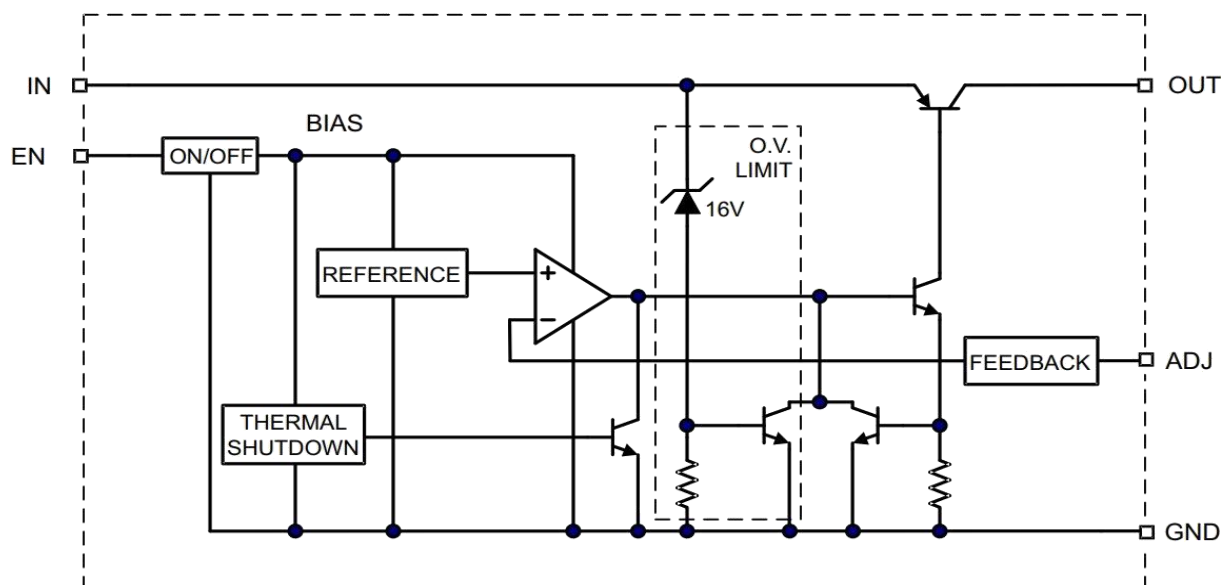 IN
OUT
BIAS
EN
ON/OFF
O.V.
LIMIT
16V
REFERENCE
+
−
FEEDBACK
ADJ
THERMAL
SHUTDOWN
GND